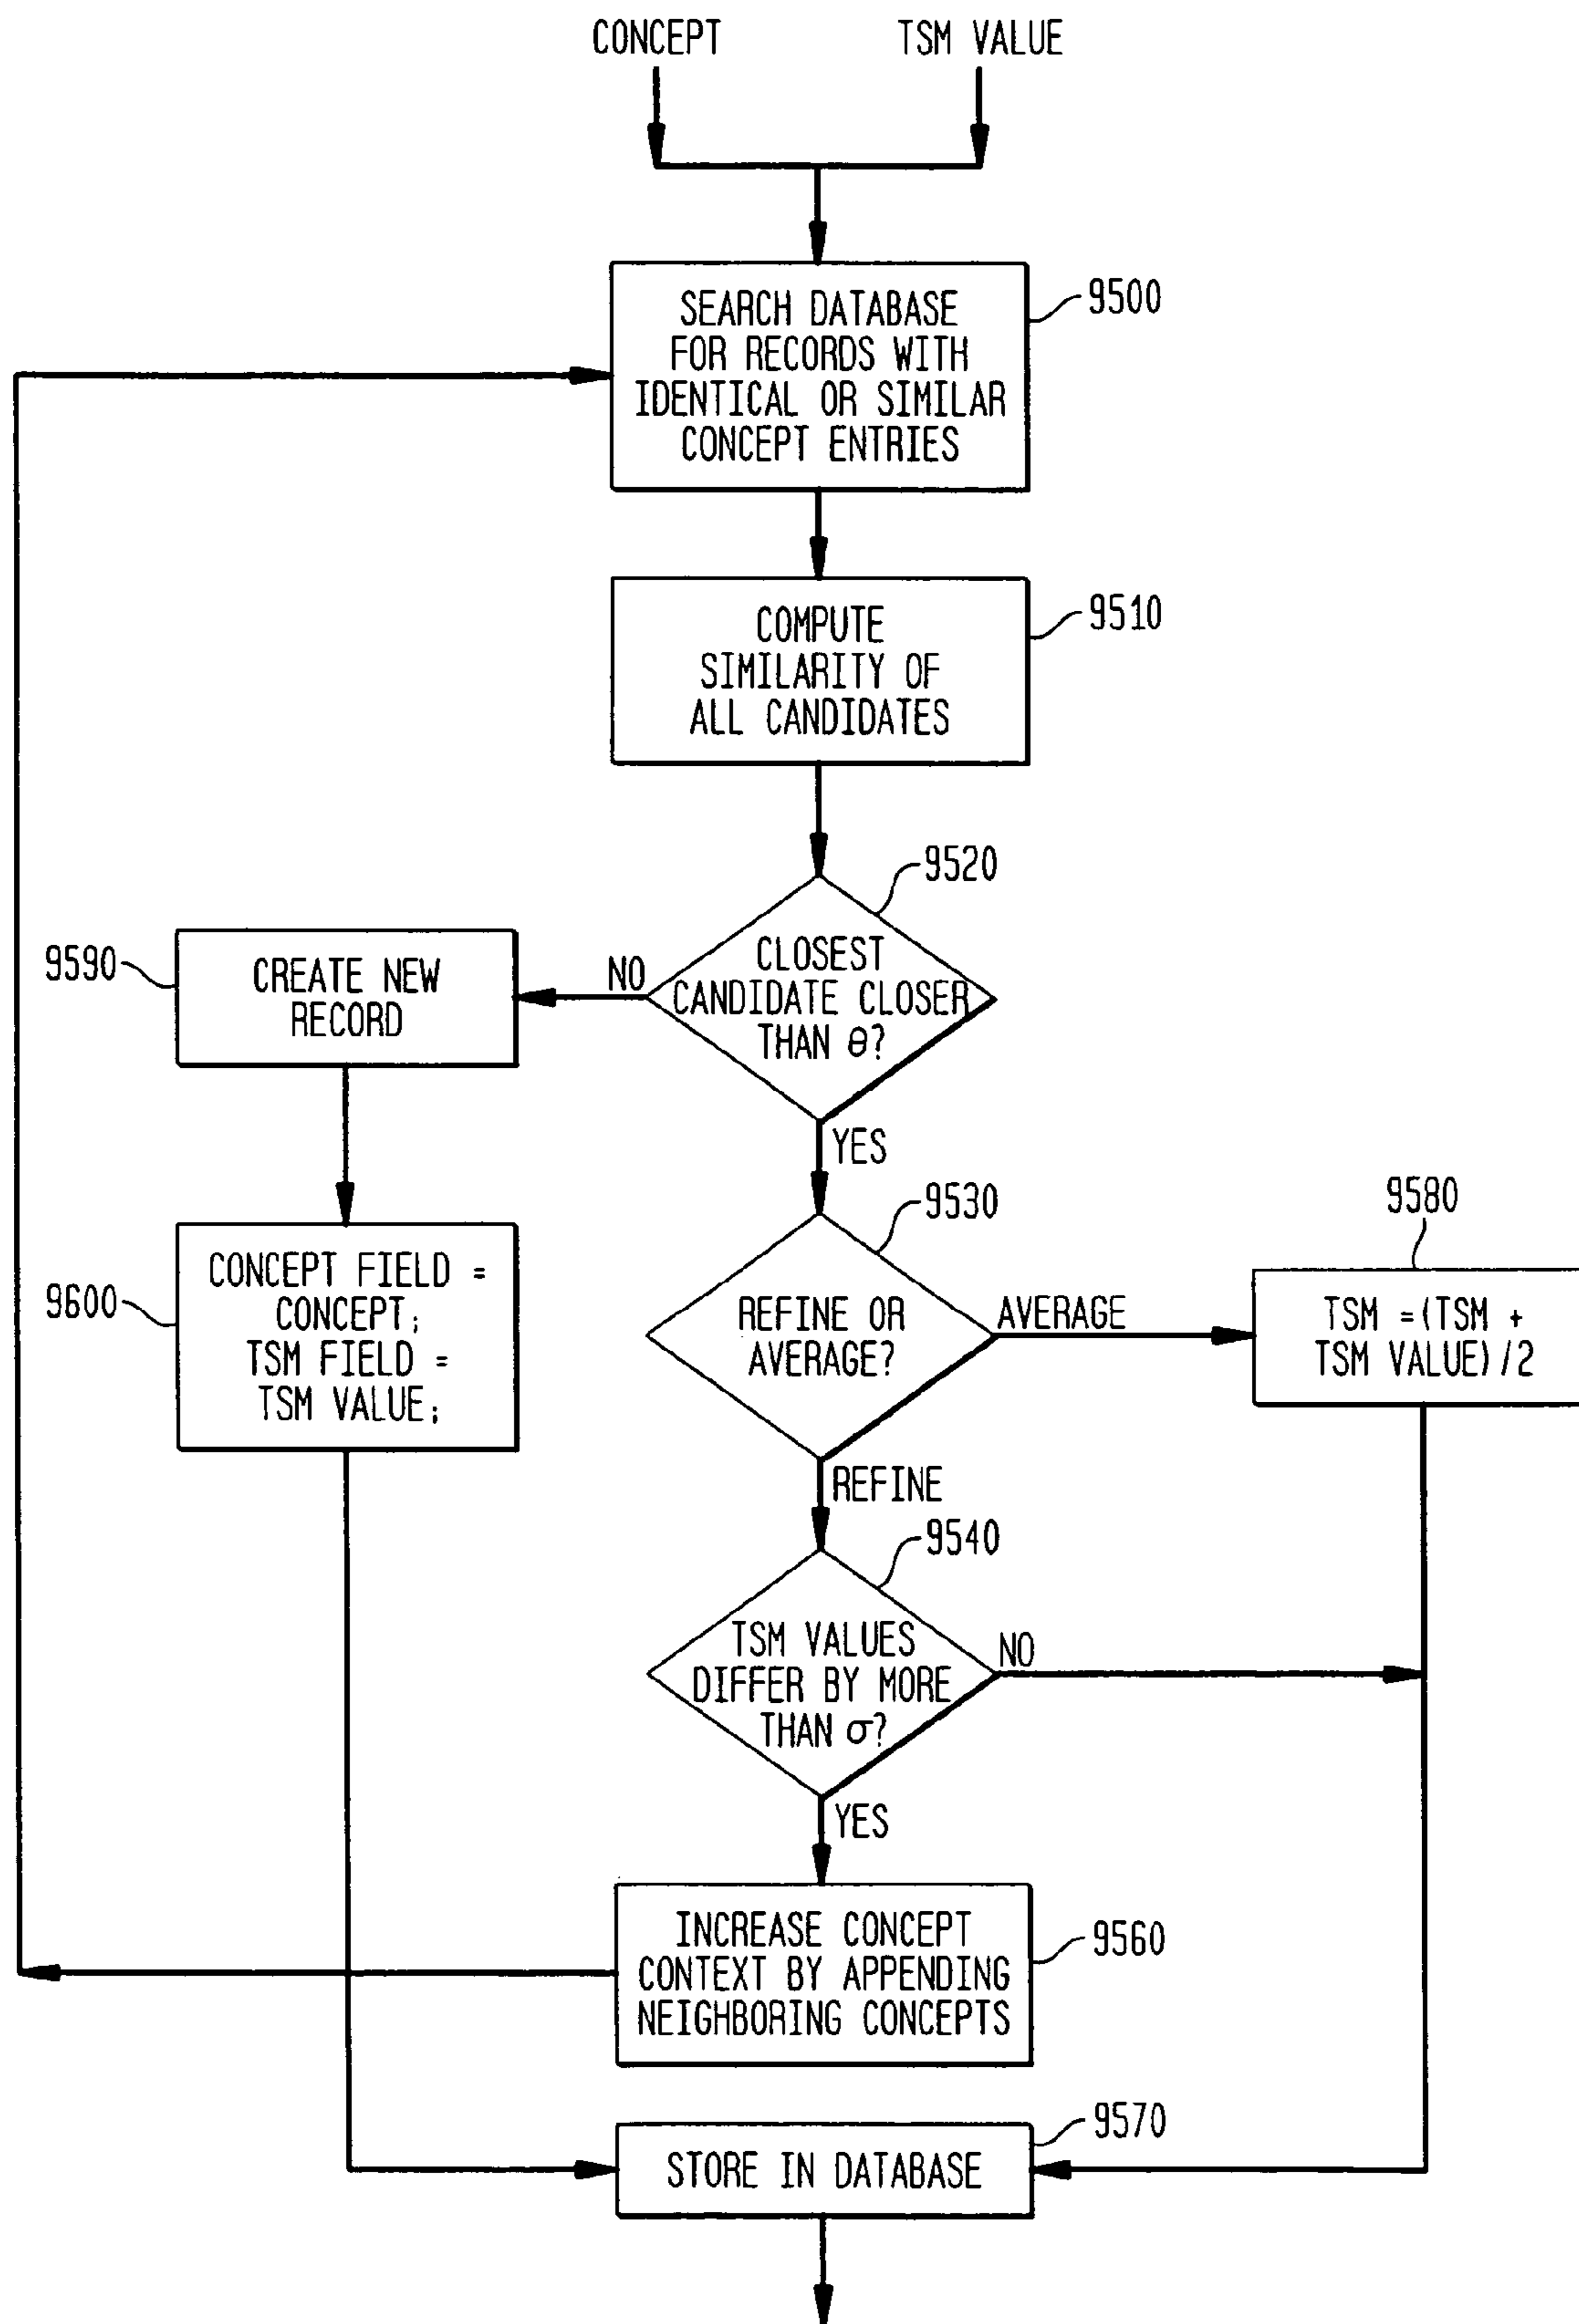 CONCEPT
TSM VALUE
SEARCH DATABASE
FOR RECORDS WITH
IDENTICAL OR SIMILAR
CONCEPT ENTRIES
9500
COMPUTE
SIMILARITY OF
ALL CANDIDATES
9510
CLOSEST
CANDIDATE CLOSER
THAN θ?
9520
NO
CREATE NEW
RECORD
9590
YES
CONCEPT FIELD =
CONCEPT;
TSM FIELD =
TSM VALUE;
9600
REFINE OR
AVERAGE?
9530
AVERAGE
TSM =(TSM +
TSM VALUE)/2
9580
REFINE
TSM VALUES
DIFFER BY MORE
THAN σ?
9540
NO
YES
INCREASE CONCEPT
CONTEXT BY APPENDING
NEIGHBORING CONCEPTS
9560
STORE IN DATABASE
9570